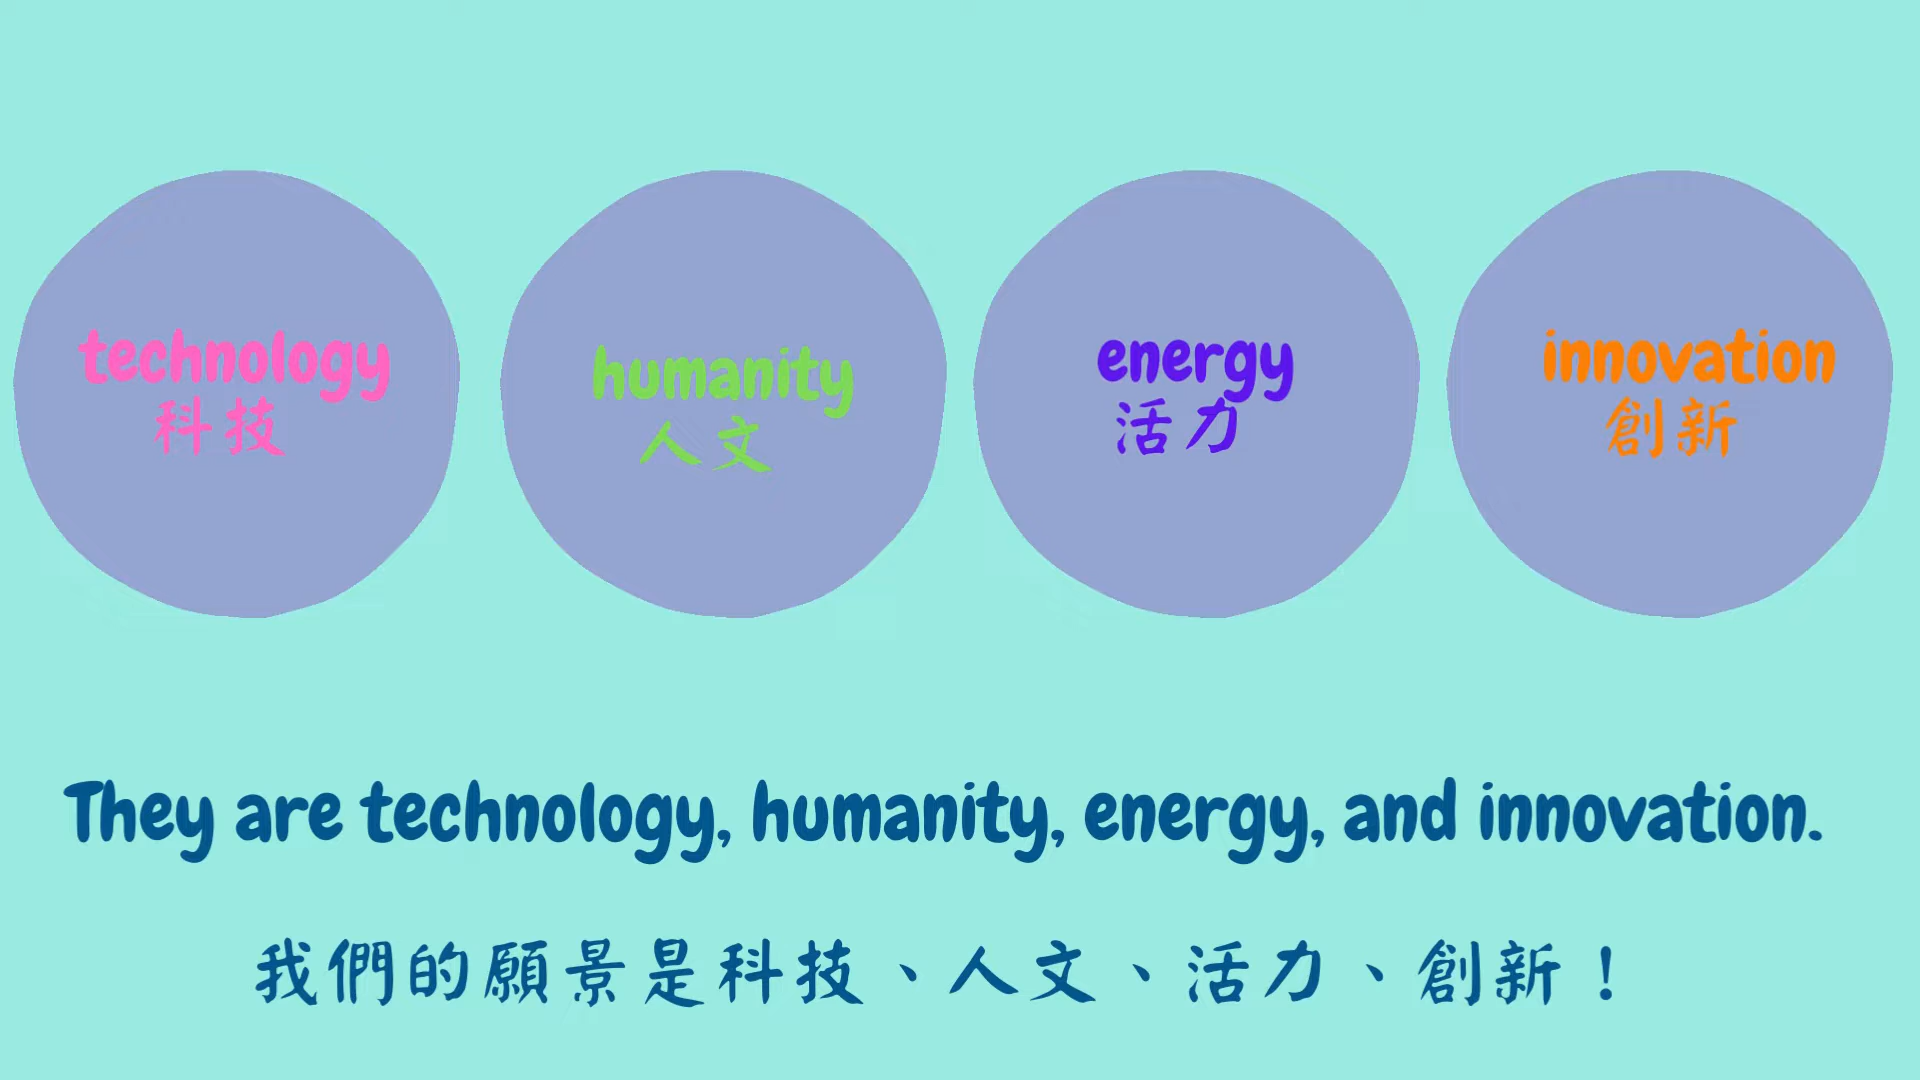 technology
科技
humanity
人文
energy
活力
innovation
創新
They are technology, humanity, energy, and innovation.
我們的願景是科技、人文、活力、創新！